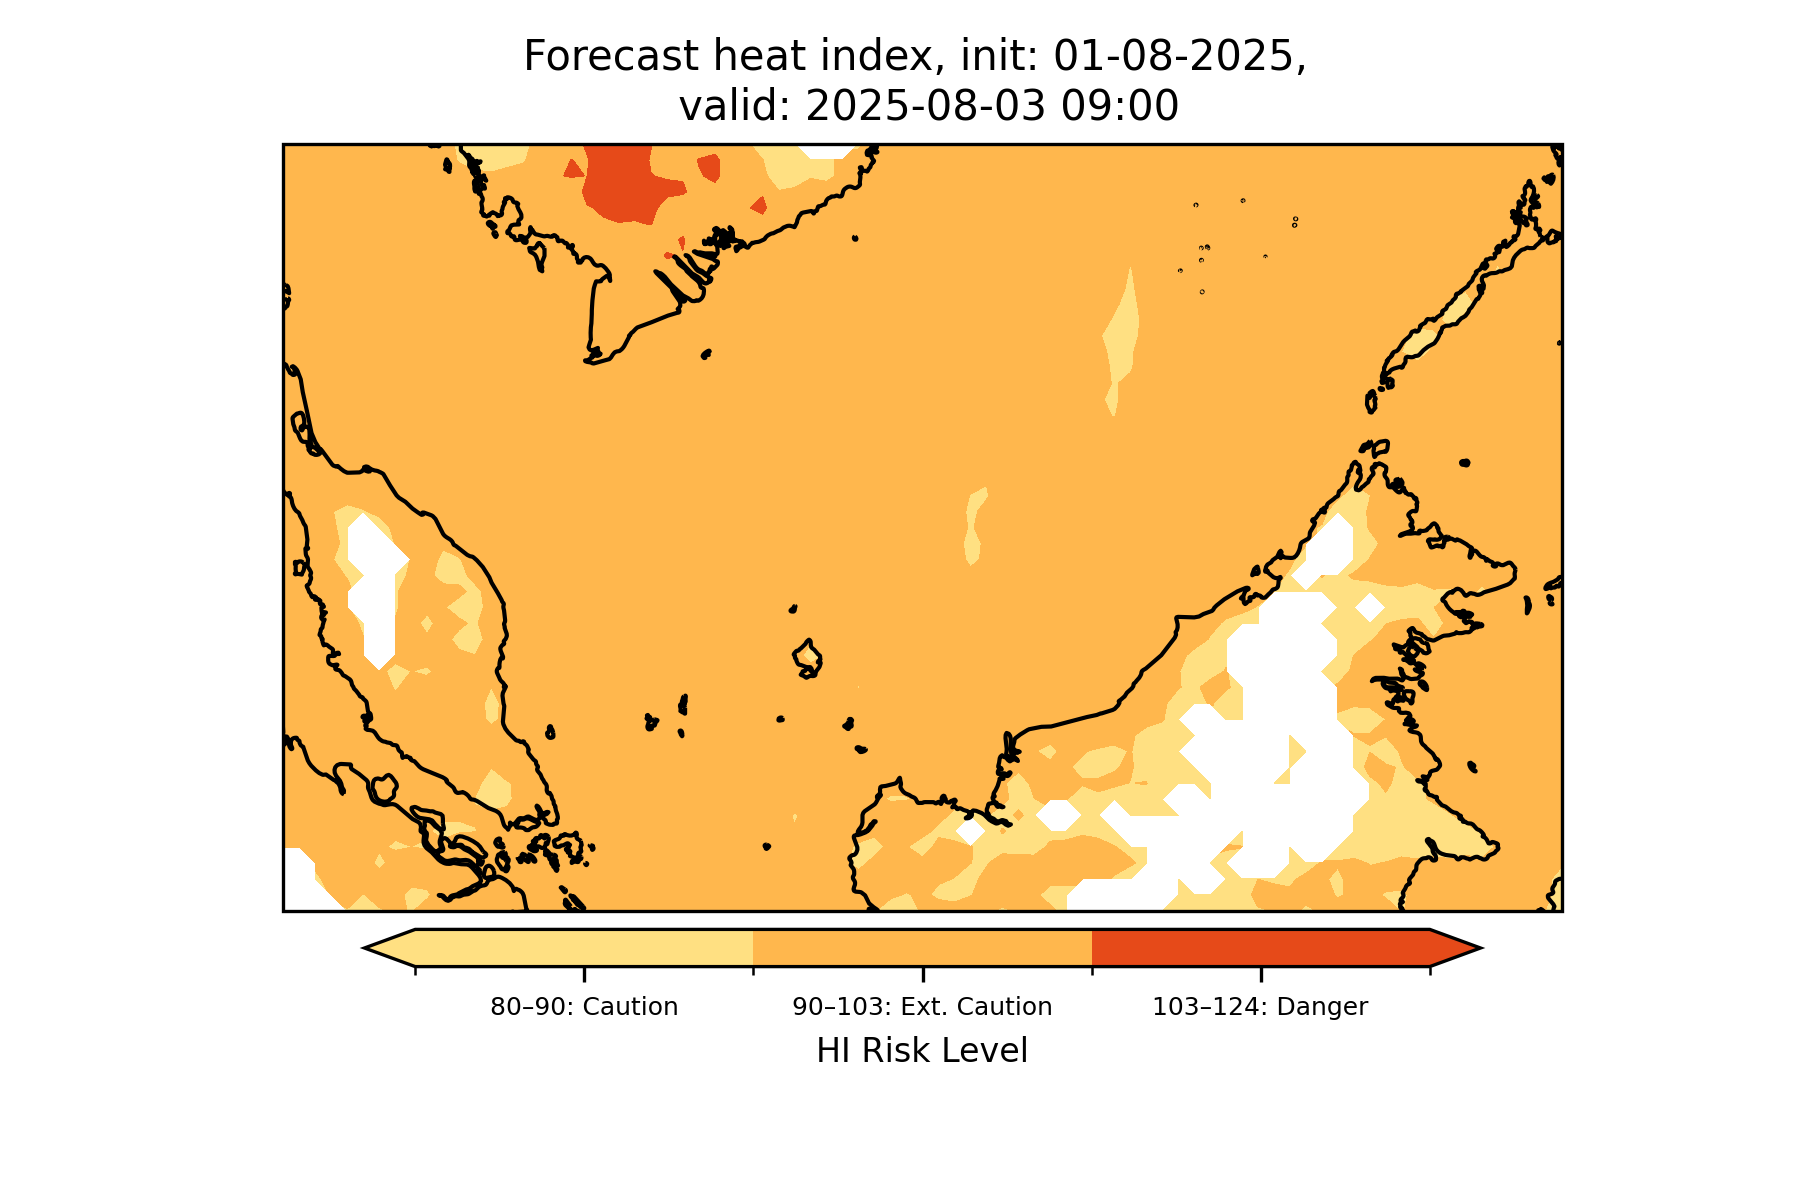 Forecast heat index, init: 01-08-2025,
valid: 2025-08-03 09:00
80–90: Caution
90–103: Ext. Caution
103–124: Danger
HI Risk Level